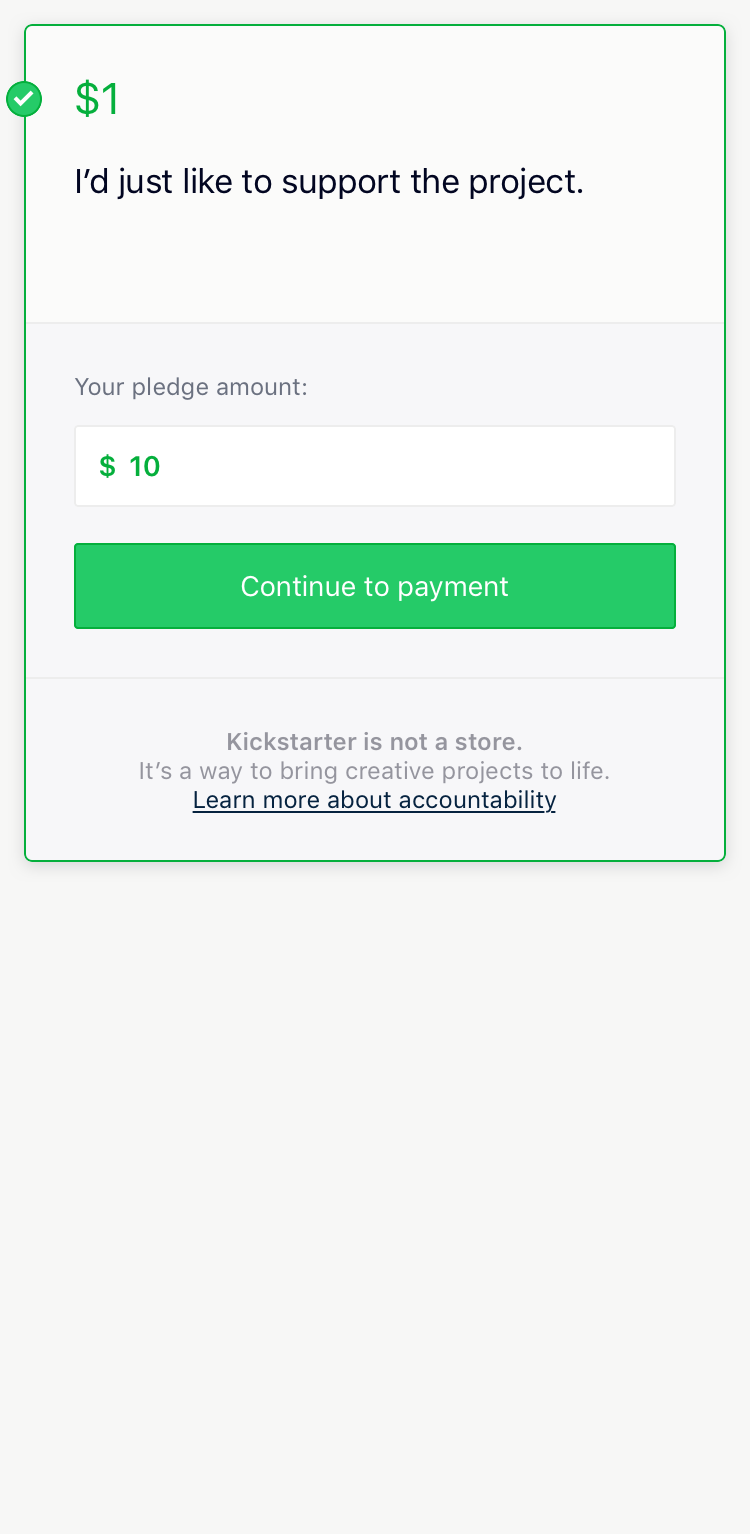 $1
I’d just like to support the project.
Your pledge amount:
$ 10
Continue to payment
Kickstarter is not a store.
It’s a way to bring creative projects to life.
Learn more about accountability